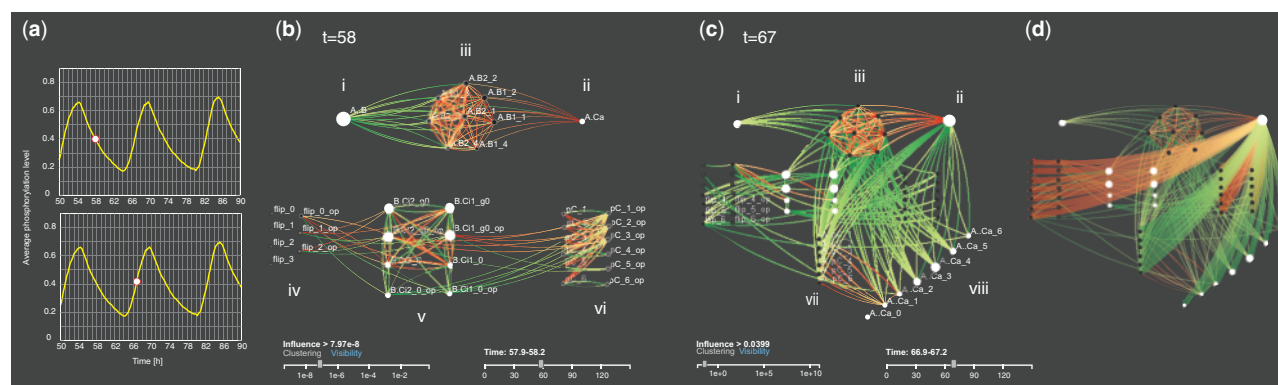 (a)
(b)
(c)
(d)
t=58
t=67
i
ii
iii
iv
v
vi
i
ii
iii
vii
viii
Average phosphorylation level
0.8
0.6
0.4
0.2
0
50 54 58 62 66 70 74 78 82 86 90
0.8
0.6
0.4
0.2
0
50 54 58 62 66 70 74 78 82 86 90
Time [h]
A..B
A.B2_2
A.B1_2
A.B2_1
A.B1_1
A.B2_4
A.B1_4
A.Ca
flip_0
flip_0_op
flip_1
flip_1_op
flip_2
flip_2_op
flip_3
B.Ci2_g0
B.Ci1_g0
B.Ci1_g0_op
B.Ci1_0
B.Ci2_0_op
B.Ci1_0_op
pC_1
pC_1_op
pC_2_op
pC_3_op
pC_4_op
pC_5_op
pC_6_op
A..Ca_6
A..Ca_5
A..Ca_4
A..Ca_3
A..Ca_2
A..Ca_1
A..Ca_0
Influence > 7.97e-8
Clustering Visibility
1e-8 1e-6 1e-4 1e-2
Time: 57.9-58.2
0 30 60 90 120
Influence > 0.0399
Clustering Visibility
1e+0 1e+5 1e+10
Time: 66.9-67.2
0 30 60 90 120